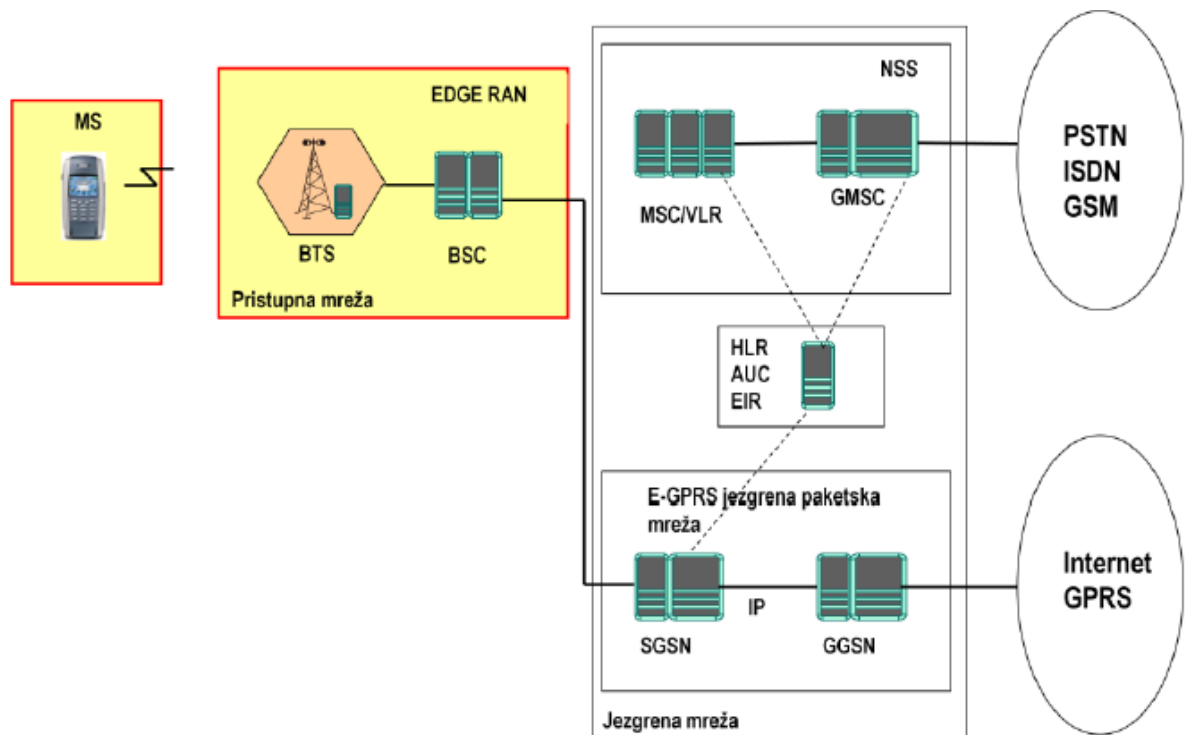 MS
EDGE RAN
BTS
BSC
Pristupna mreža
NSS
MSC/VLR
GMSC
PSTN
ISDN
GSM
HLR
AUC
EIR
E-GPRS jezgrena paketska
mreža
SGSN
IP
GGSN
Internet
GPRS
Jezgrena mreža